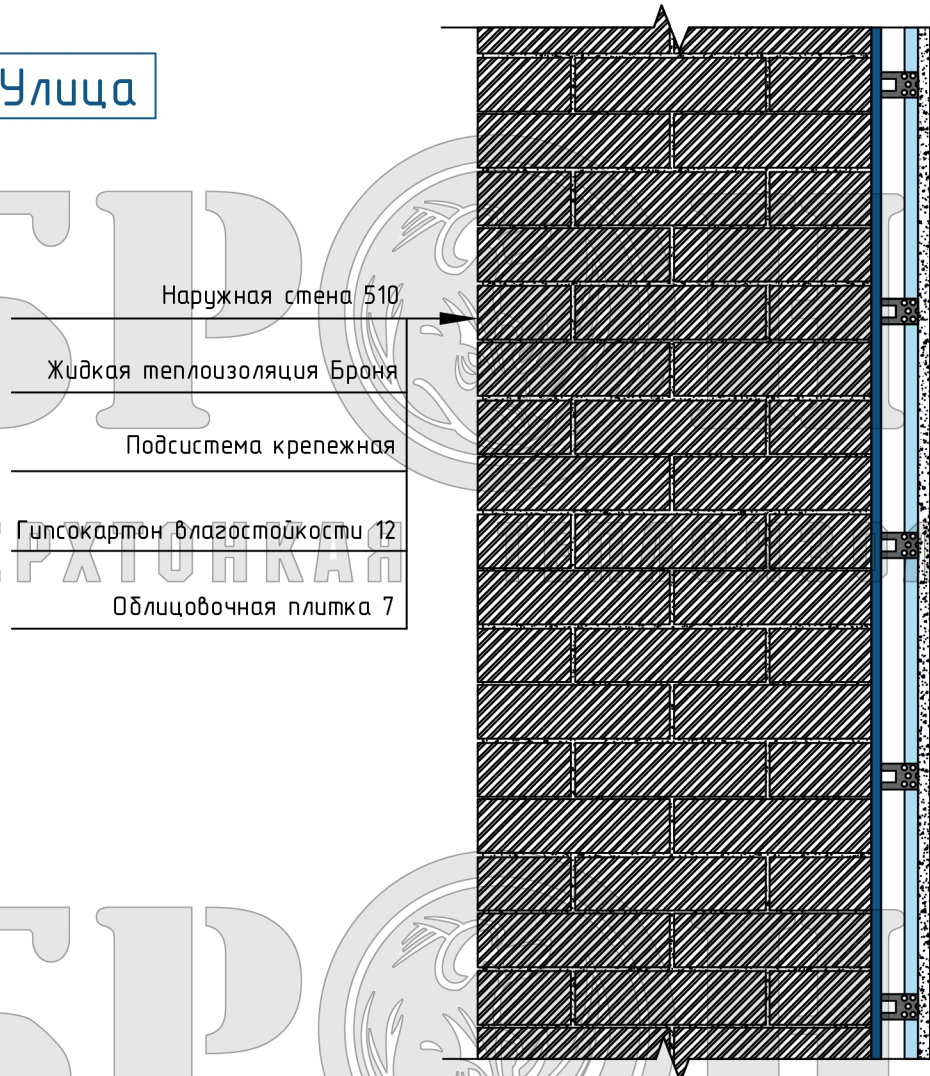 Улица
Наружная стена 510
Жидкая теплоизоляция Броня
Подсистема крепежная
Гипсокартон влагостойкости 12
Облицовочная плитка 7